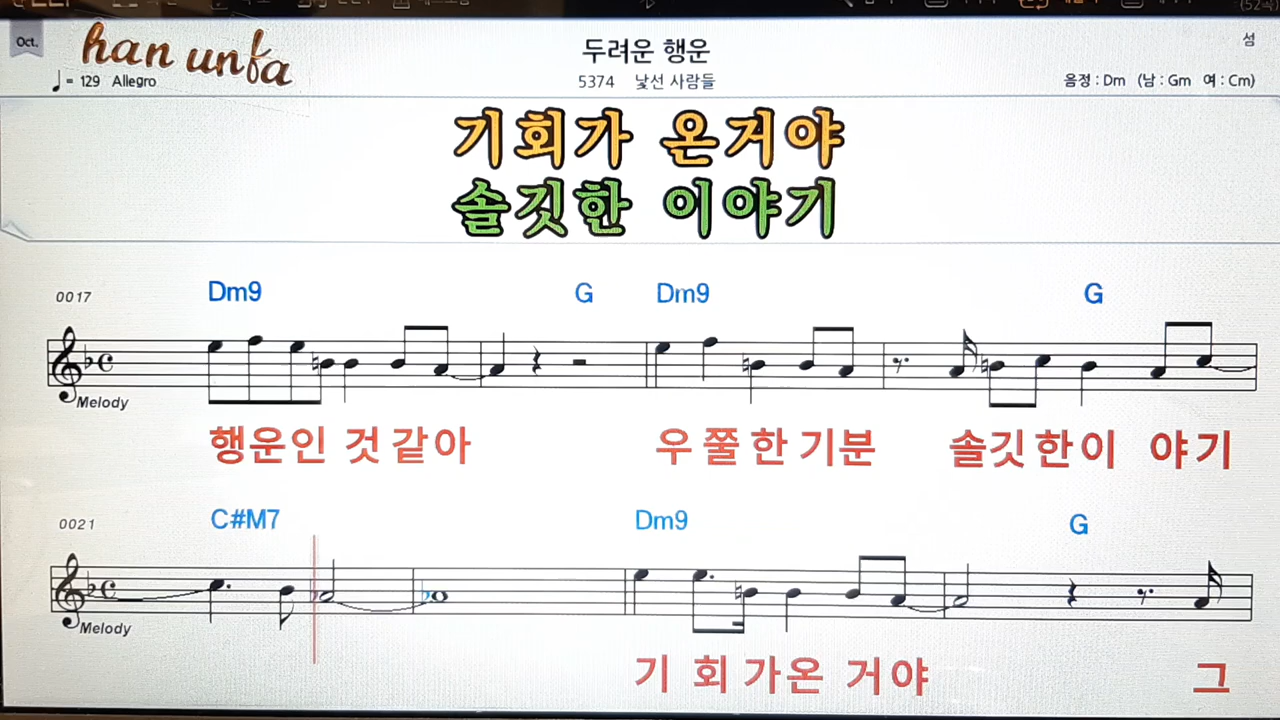 Oct.
han unfa
두려운 행운
섬
♩= 129 Allegro
5374 낯선 사람들
음정 : Dm (남 : Gm 여 : Cm)
기회가 온거야
솔깃한 이야기
0017 Dm9 G Dm9 G
Melody
행운인 것 같아 우 쭐 한 기분 솔깃 한이 야기
0021 C#M7 Dm9 G
Melody
기 회 가온 거야 그